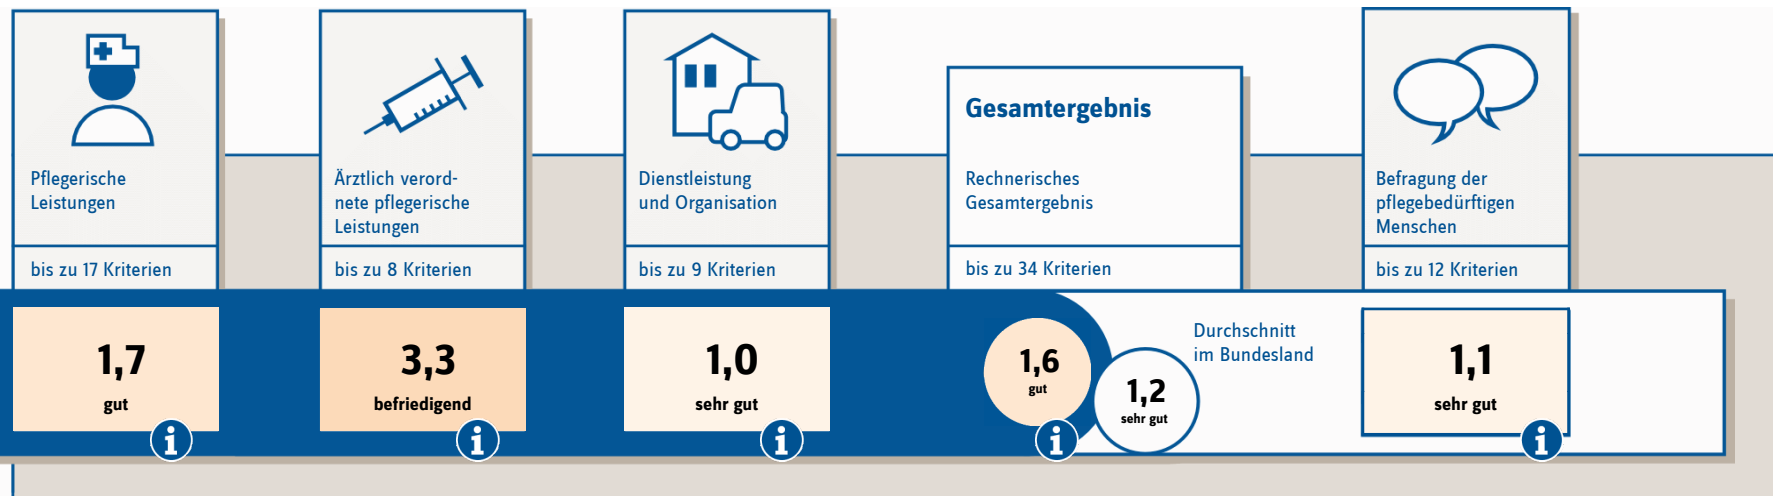 Pflegerische
Leistungen
bis zu 17 Kriterien
1,7
gut
i
Ärztlich verord-
nete pflegerische
Leistungen
bis zu 8 Kriterien
3,3
befriedigend
i
Dienstleistung
und Organisation
bis zu 9 Kriterien
1,0
sehr gut
i
Gesamtergebnis
Rechnerisches
Gesamtergebnis
bis zu 34 Kriterien
1,6
gut
i
1,2
sehr gut
Durchschnitt
im Bundesland
Befragung der
pflegebedürftigen
Menschen
bis zu 12 Kriterien
1,1
sehr gut
i